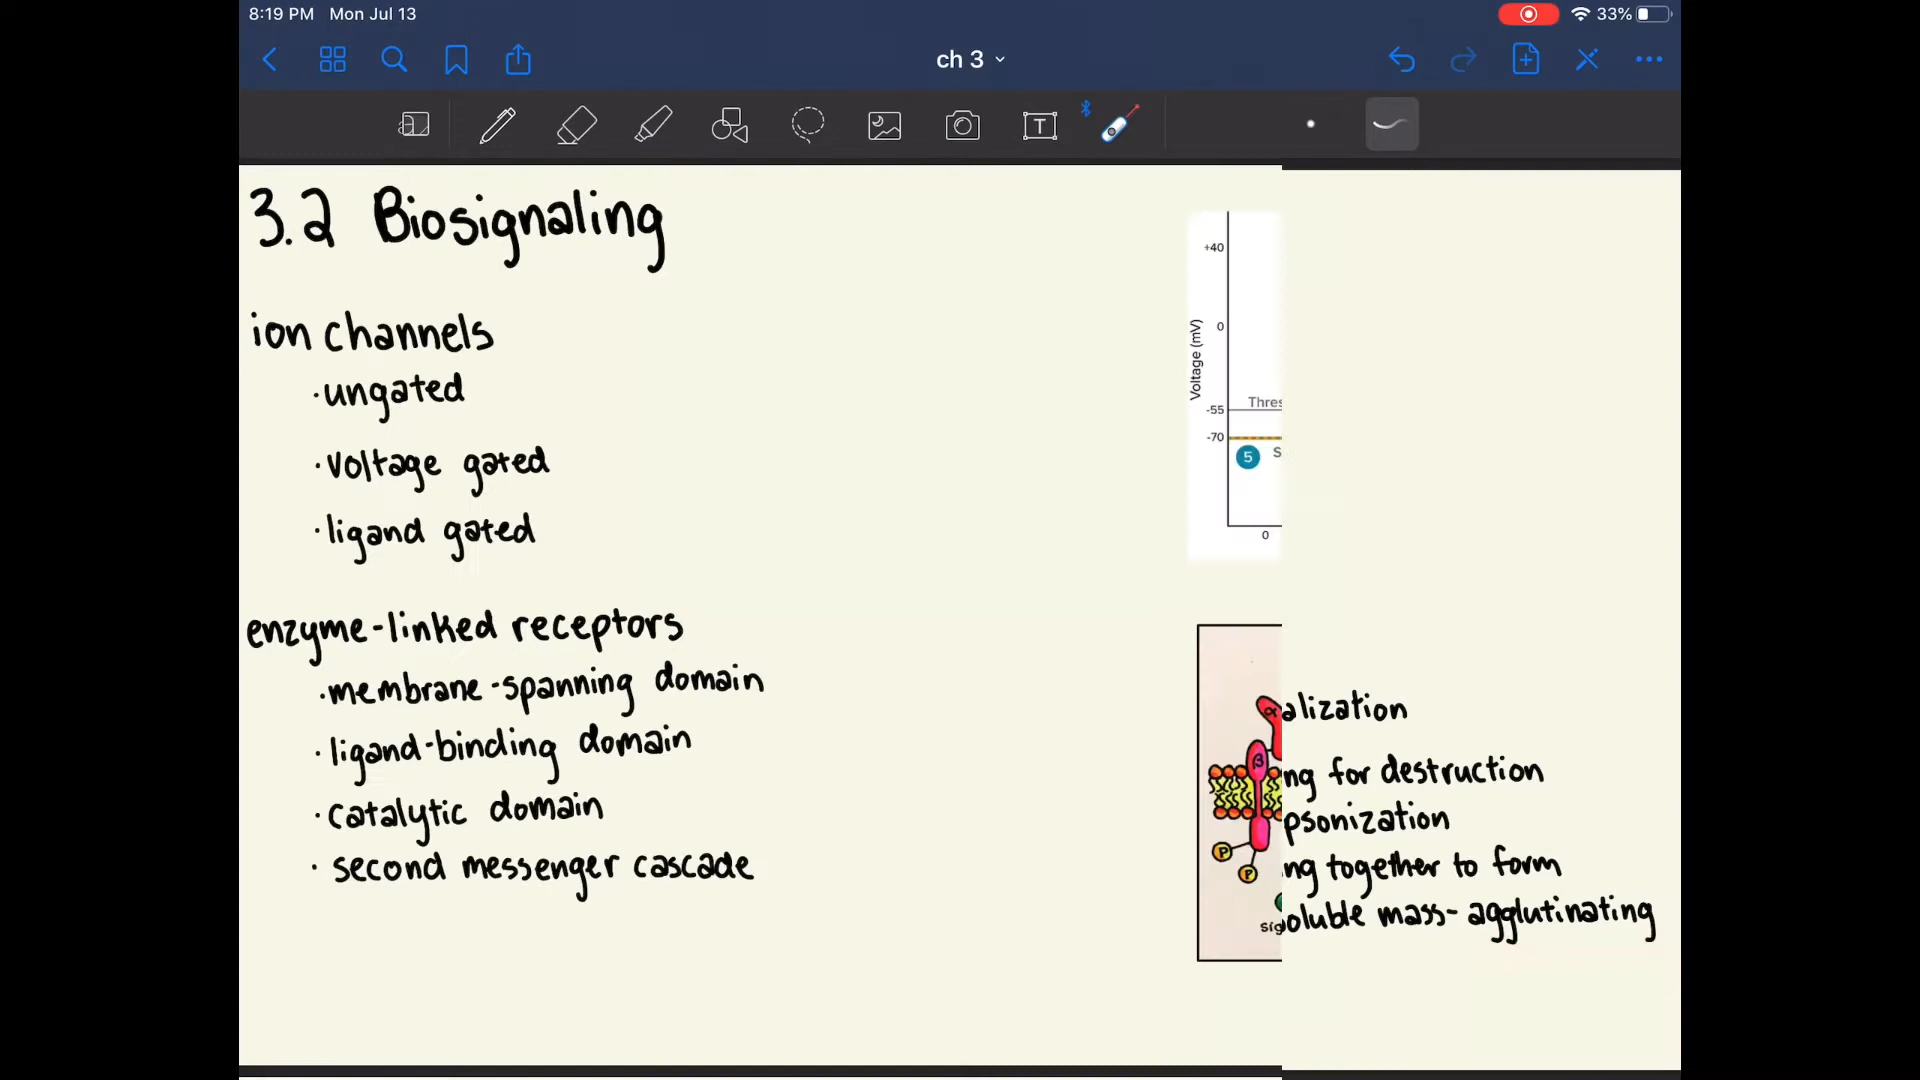 8:19 PM Mon Jul 13
33%
ch 3
T
3.2 Biosignaling
ion channels
·ungated
·voltage gated
·ligand gated
enzyme-linked receptors
·membrane-spanning domain
·ligand-binding domain
·catalytic domain
·second messenger cascade
+40
0
Voltage (mV)
-55
Thres
-70
5
S
0
α
β
P
P
sig
alization
ng for destruction
psonization
ng together to form
oluble mass- agglutinating